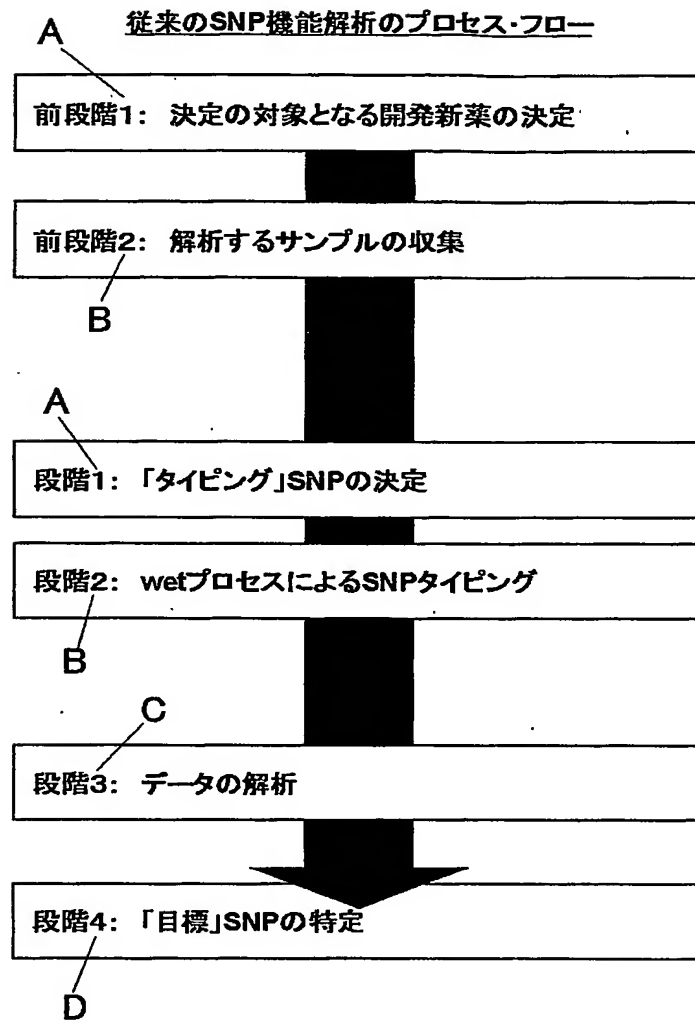 従来のSNP機能解析のプロセス・フロー
A
前段階1: 決定の対象となる開発新薬の決定
前段階2: 解析するサンプルの収集
B
A
段階1: 「タイピング」SNPの決定
段階2: wetプロセスによるSNPタイピング
B
C
段階3: データの解析
段階4: 「目標」SNPの特定
D